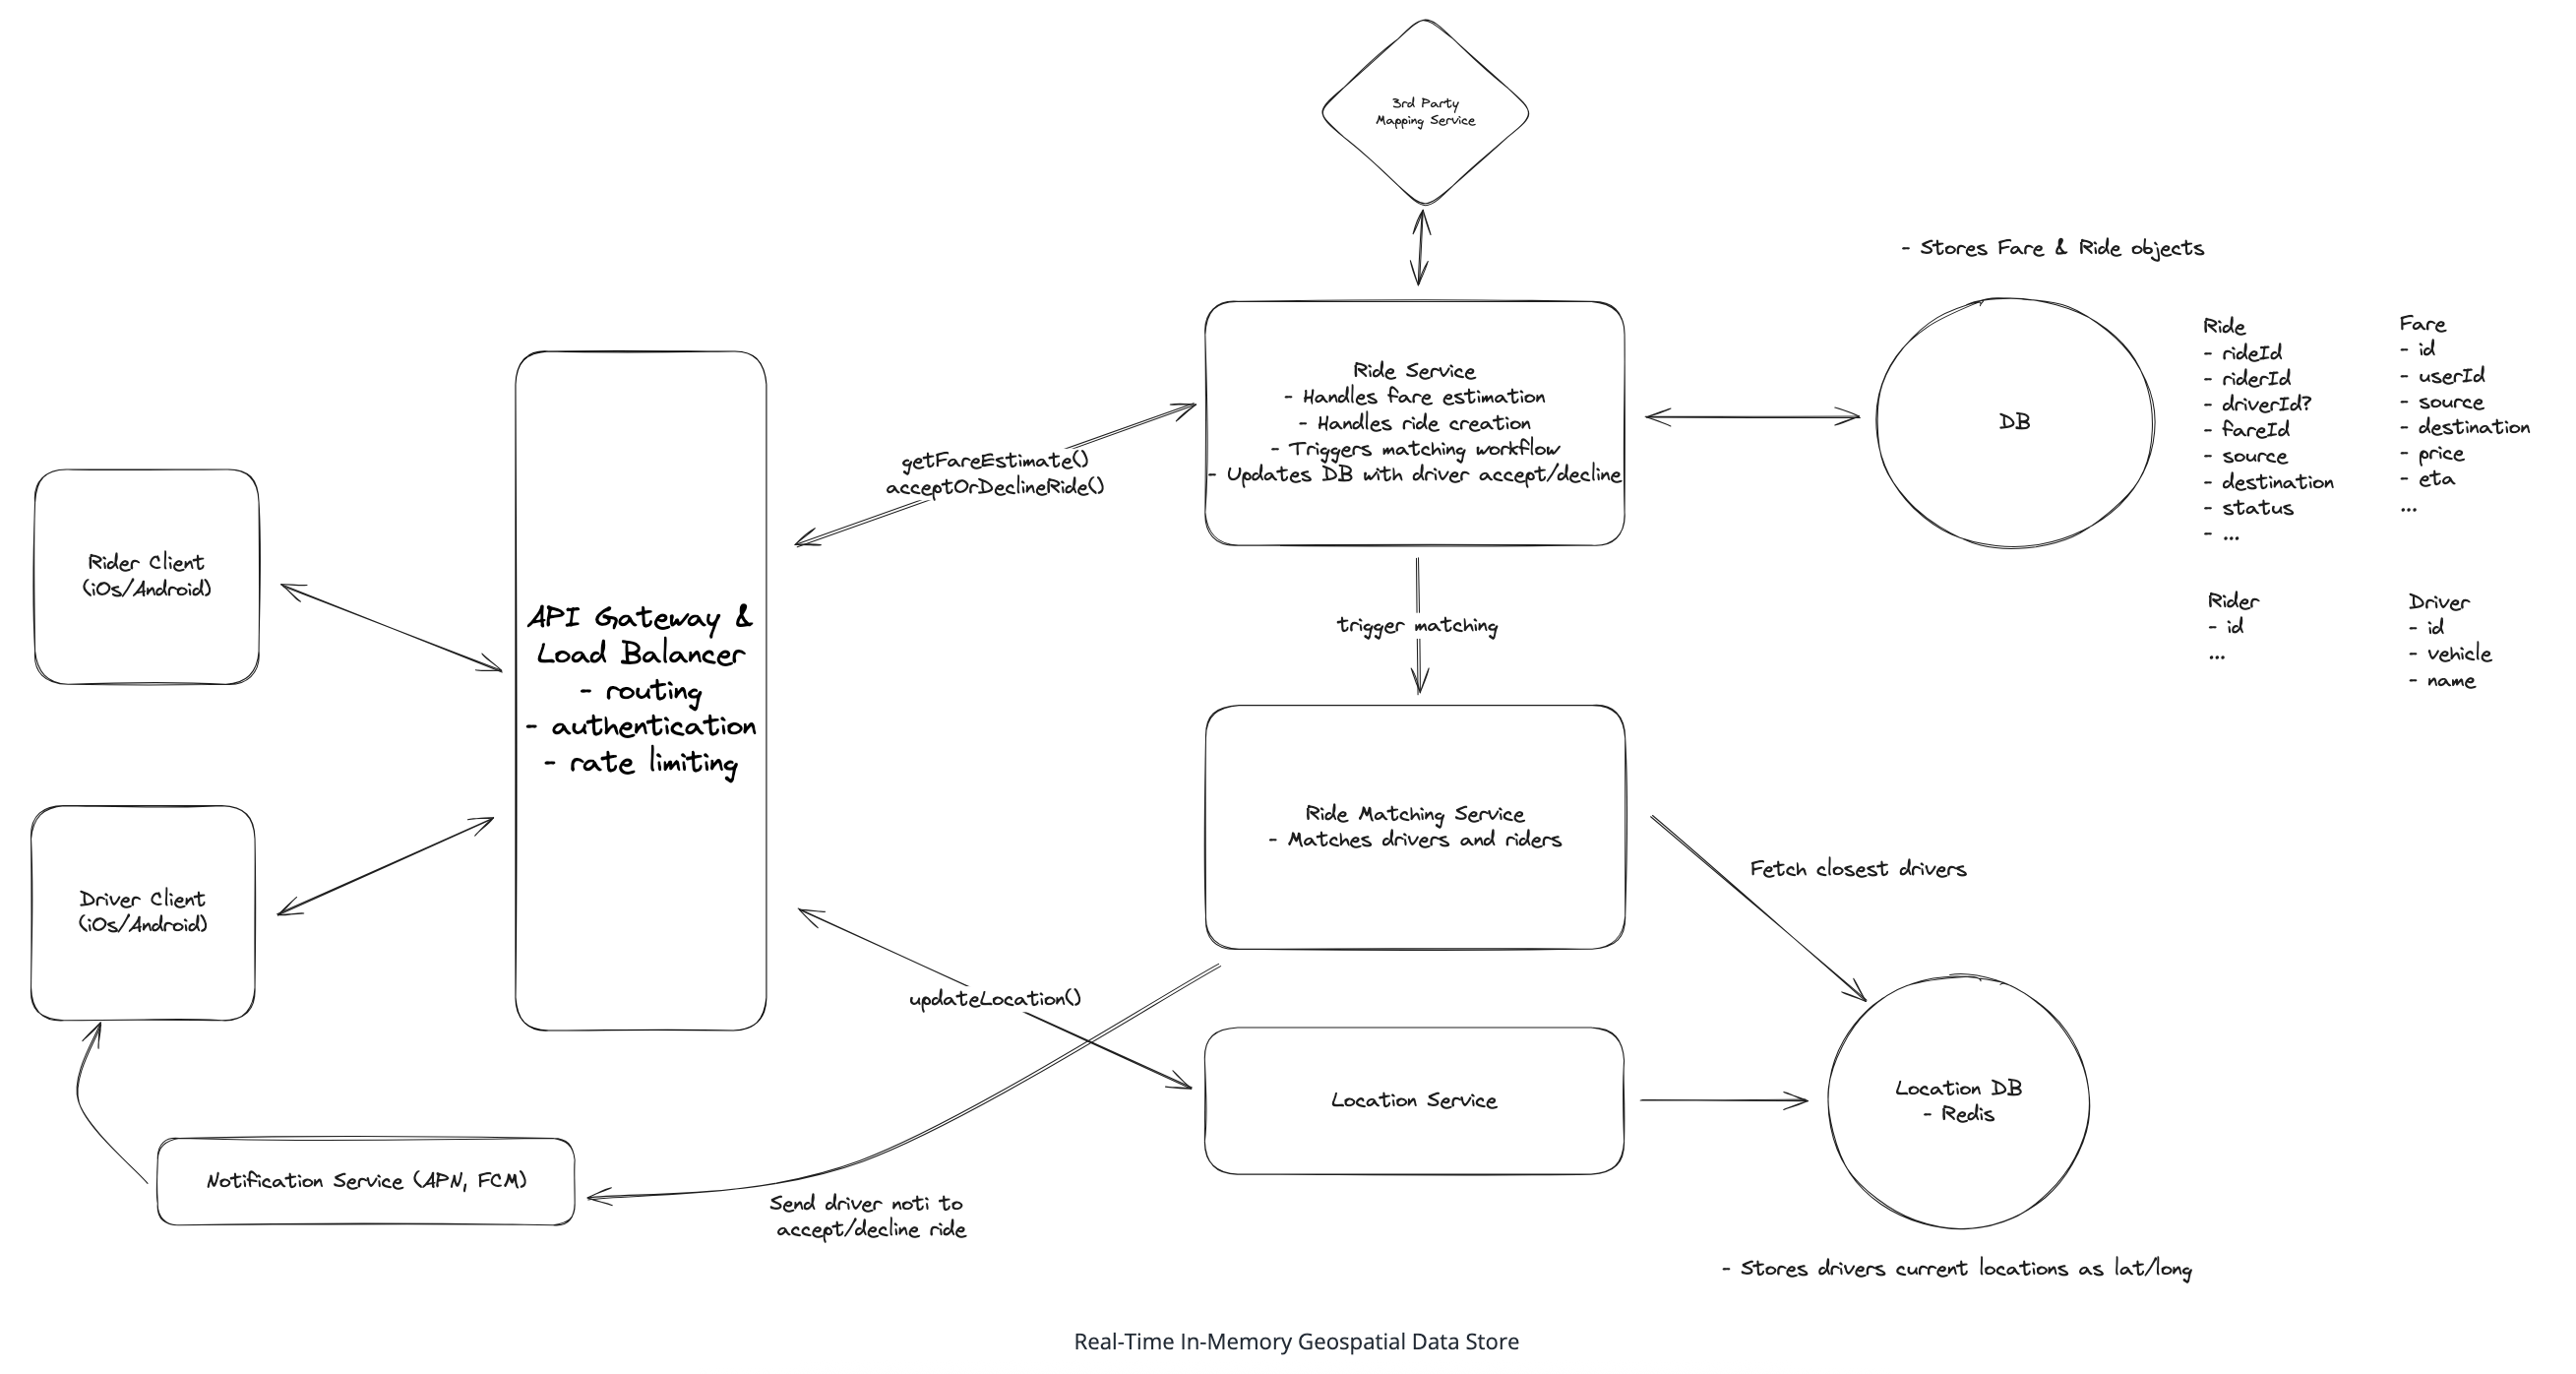 3rd Party
Mapping Service
- Stores Fare & Ride objects
Ride Service
- Handles fare estimation
- Handles ride creation
- Triggers matching workflow
- Updates DB with driver accept/decline
DB
Ride
- rideId
- riderId
- driverId?
- fareId
- source
- destination
- status
- ...
Fare
- id
- userId
- source
- destination
- price
- eta
...
Rider
- id
...
Driver
- id
- vehicle
- name
getFareEstimate()
acceptOrDeclineRide()
Rider Client
(iOs/Android)
API Gateway &
Load Balancer
- routing
- authentication
- rate limiting
trigger matching
Ride Matching Service
- Matches drivers and riders
Fetch closest drivers
Driver Client
(iOs/Android)
updateLocation()
Location Service
Location DB
- Redis
Notification Service (APN, FCM)
Send driver noti to
accept/decline ride
- Stores drivers current locations as lat/long
Real-Time In-Memory Geospatial Data Store